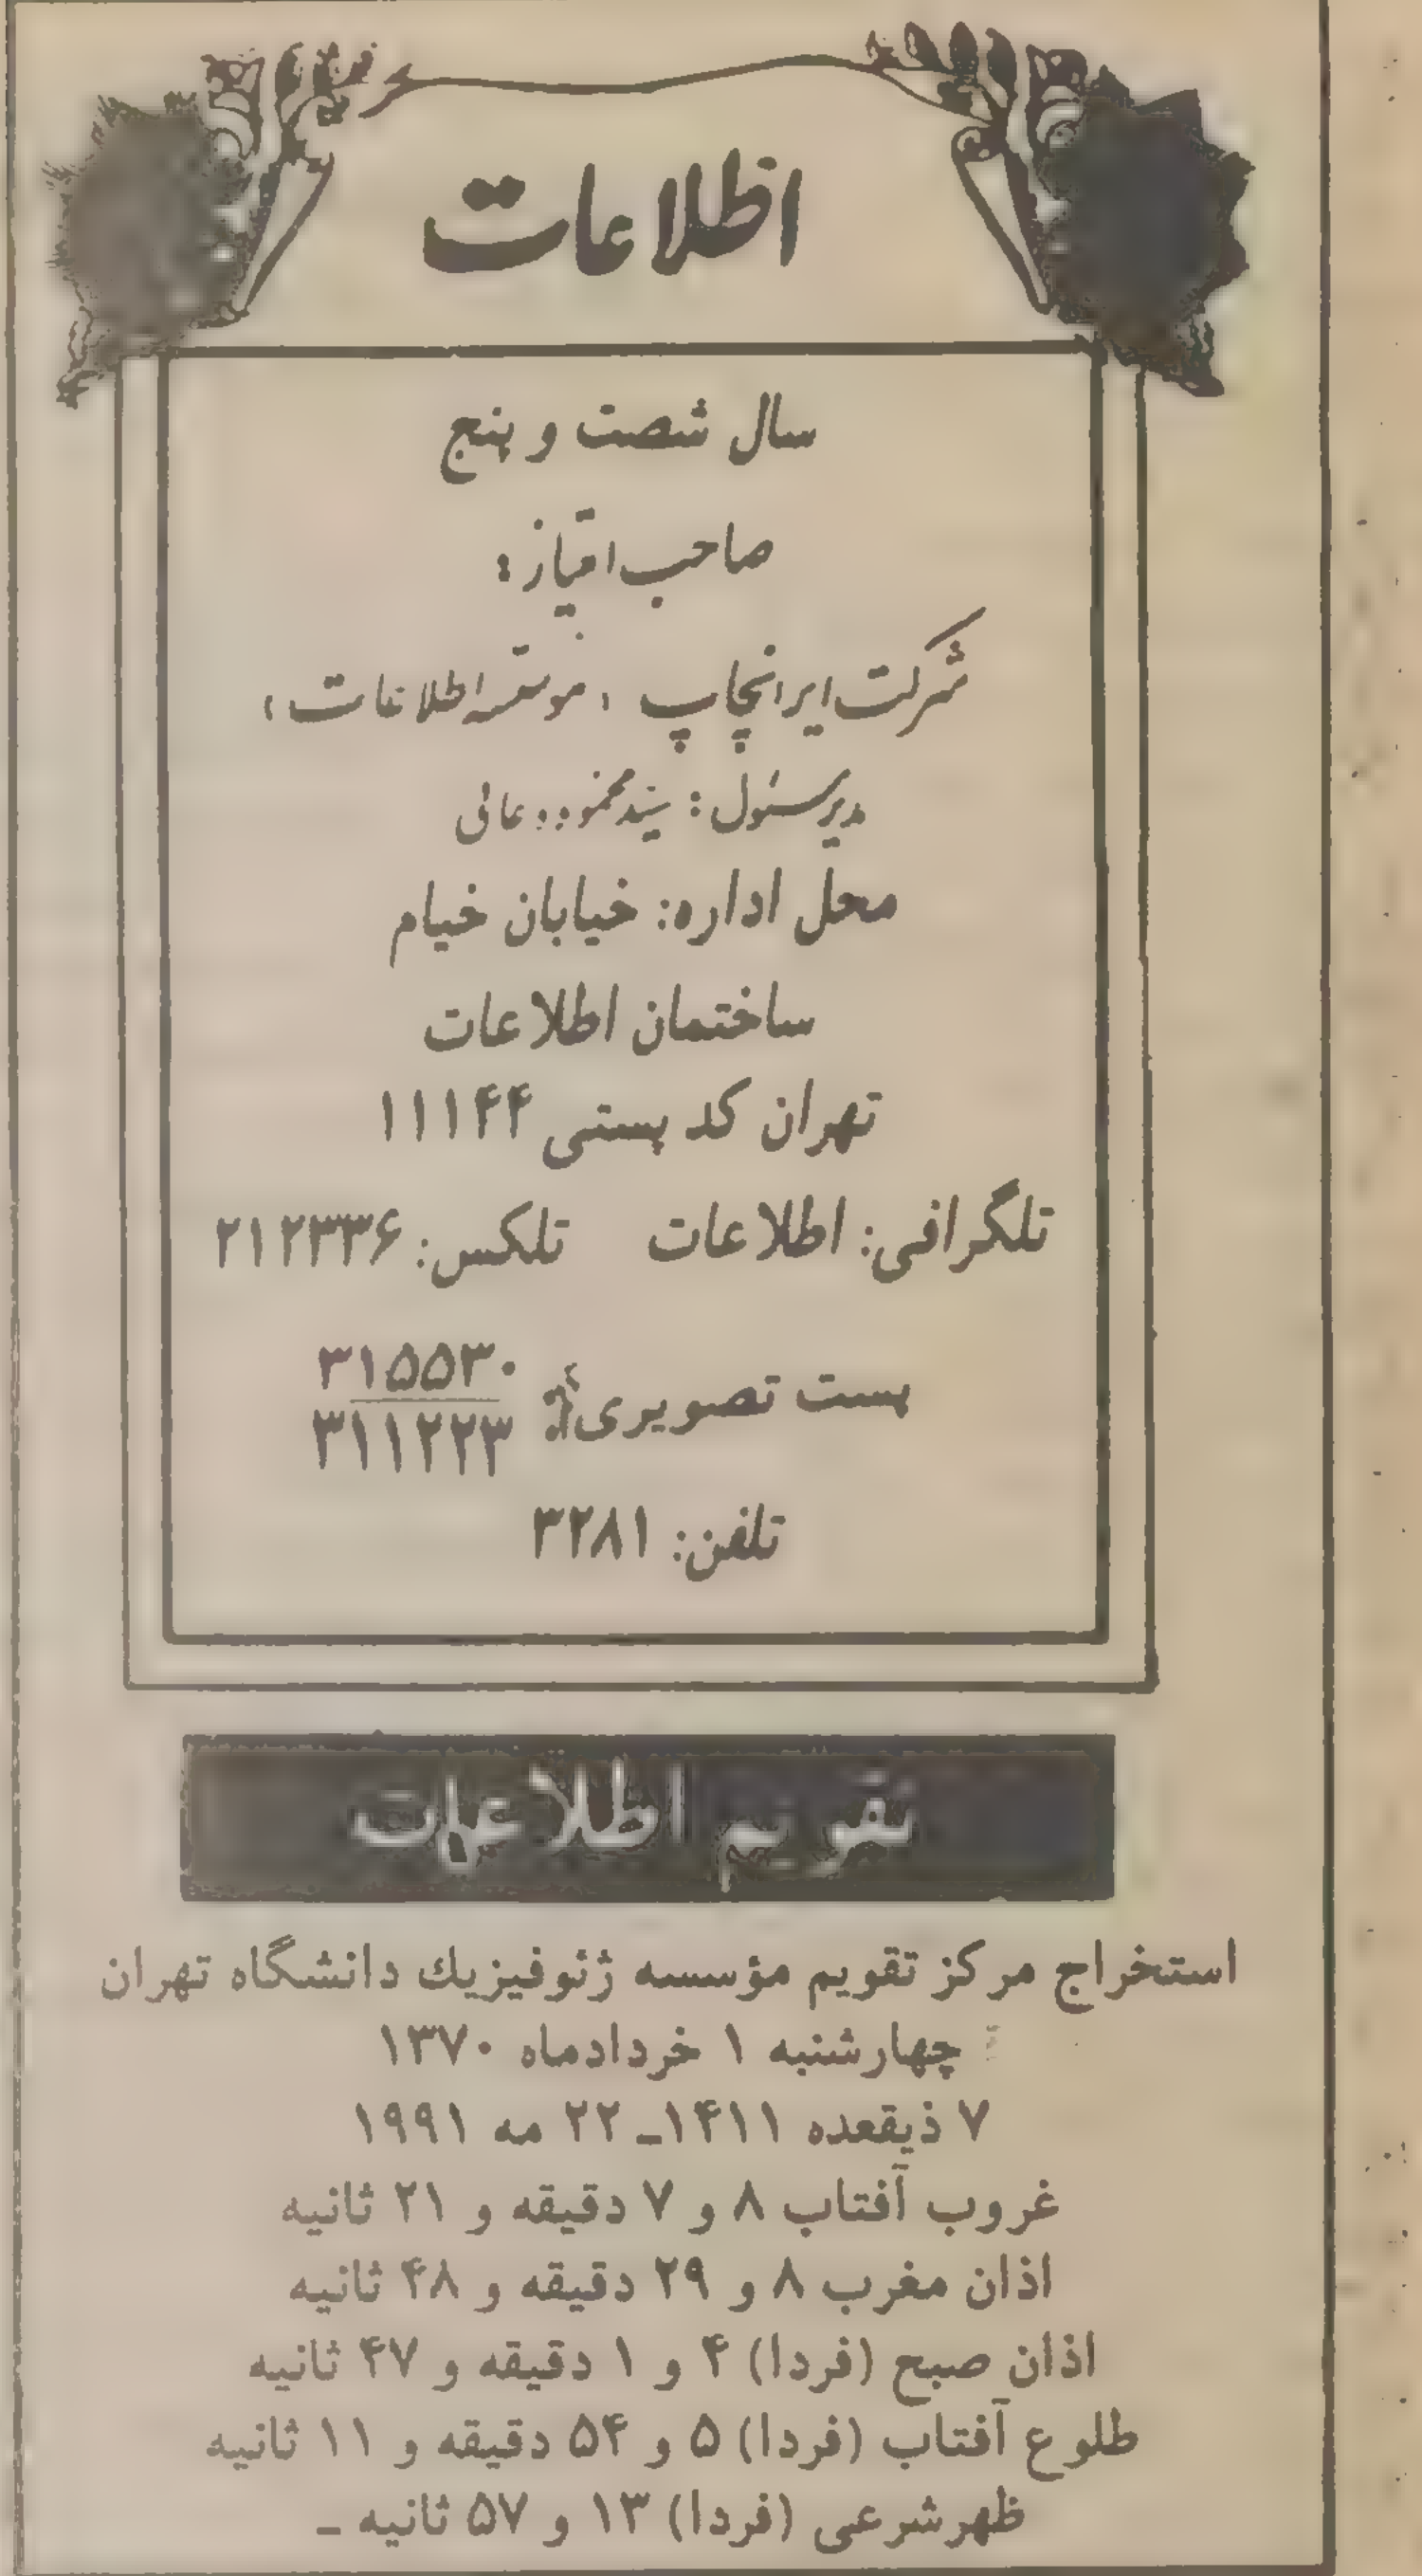 اطلاعات
سال شصت و پنج
صاحب امتیاز:
شرکت ایرانچاپ «مؤسسه اطلاعات»
مدیر مسئول: سید محمود دعائی
محل اداره: خیابان خیام
ساختمان اطلاعات
تهران کد پستی ۱۱۱۴۴
تلگرافی: اطلاعات تلکس: ۲۱۲۳۳۶
پست تصویری: ۳۱۵۵۳۰
۳۱۱۲۲۳
تلفن: ۳۲۸۱
تقویم اطلاعات
استخراج مرکز تقویم مؤسسه ژئوفیزیك دانشگاه تهران
چهارشنبه ۱ خردادماه ۱۳۷۰
۷ ذیقعده ۱۴۱۱ـ ۲۲ مه ۱۹۹۱
غروب آفتاب ۸ و ۷ دقیقه و ۲۱ ثانیه
اذان مغرب ۸ و ۲۹ دقیقه و ۴۸ ثانیه
اذان صبح (فردا) ۴ و ۱ دقیقه و ۴۷ ثانیه
طلوع آفتاب (فردا) ۵ و ۵۴ دقیقه و ۱۱ ثانیه
ظهرشرعی (فردا) ۱۳ و ۵۷ ثانیه ـ